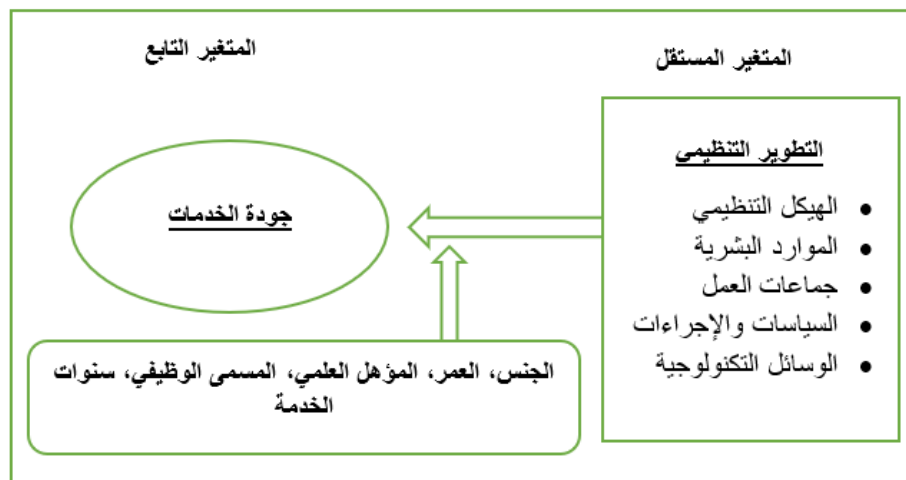 المتغير المستقل
المتغير التابع
التطوير التنظيمي
الهيكل التنظيمي
الموارد البشرية
جماعات العمل
السياسات والإجراءات
الوسائل التكنولوجية
جودة الخدمات
الجنس، العمر، المؤهل العلمي، المسمى الوظيفي، سنوات
الخدمة